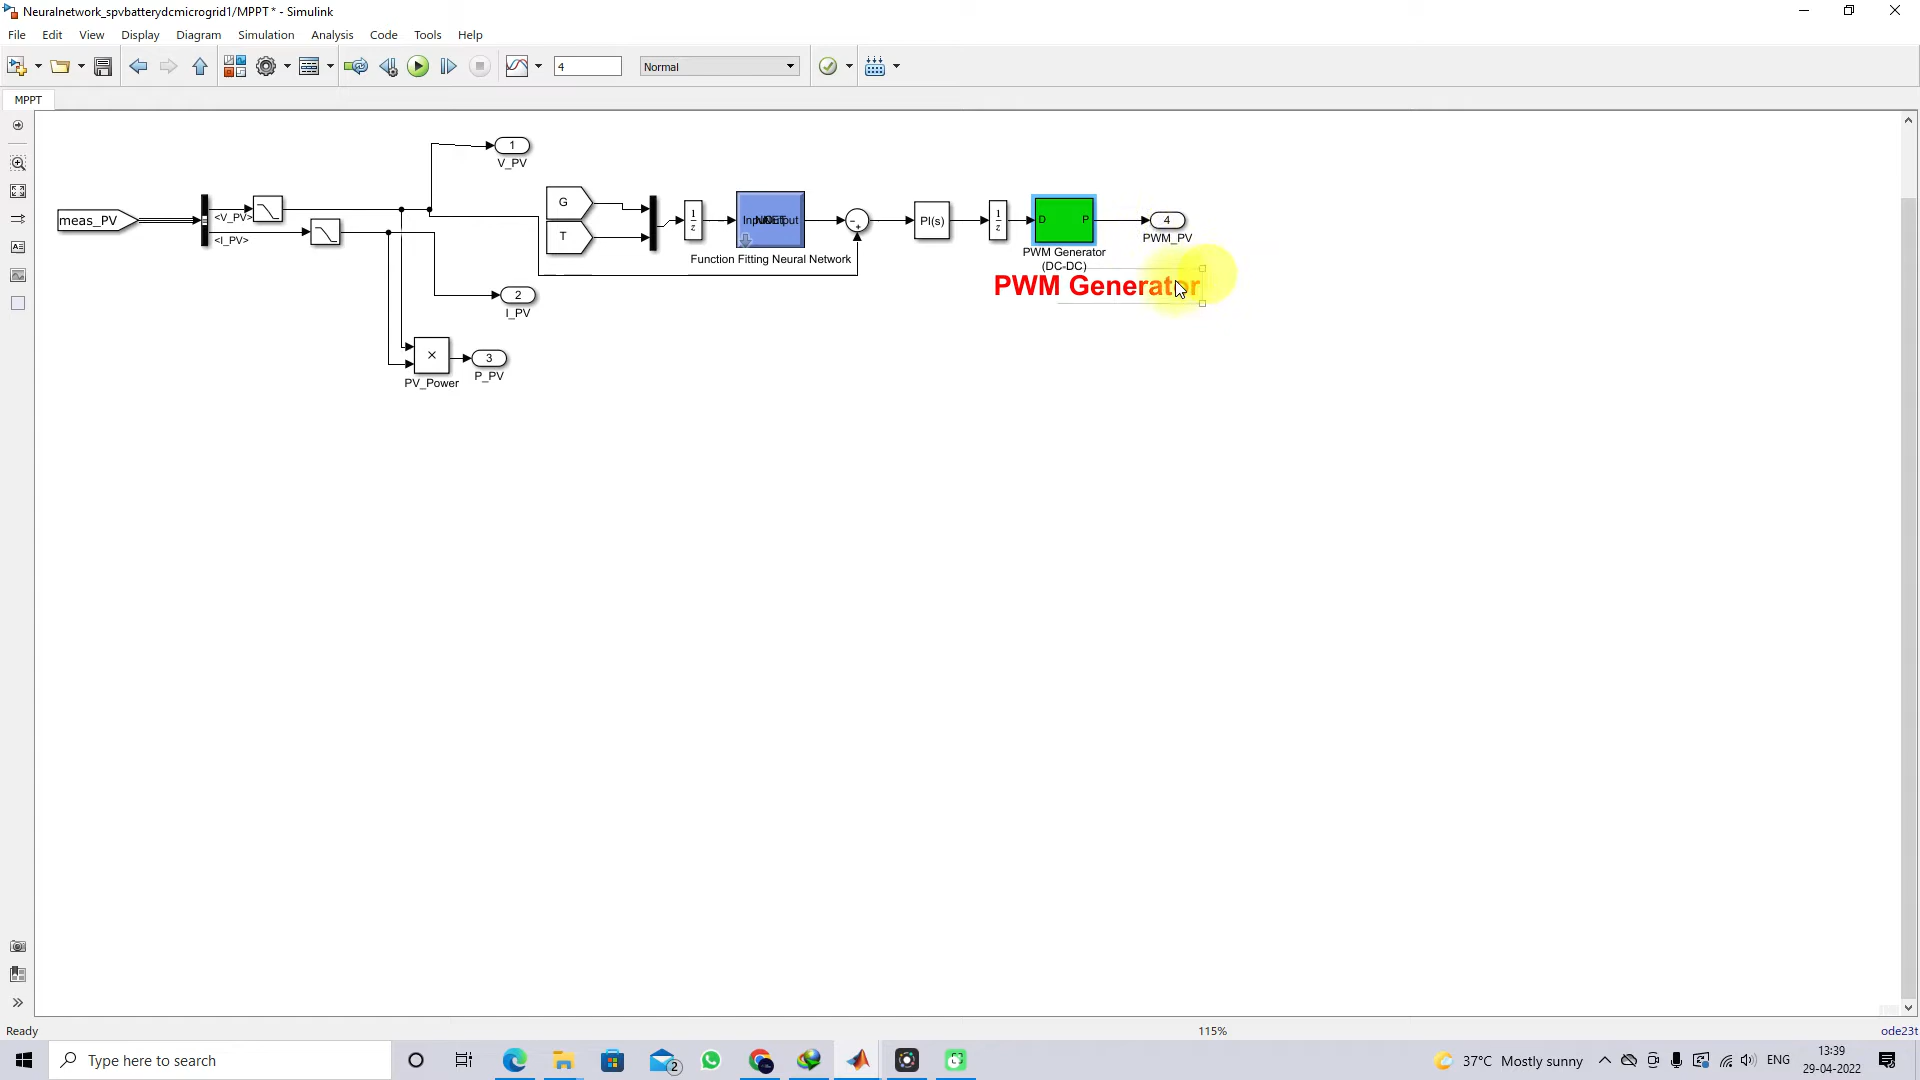 Neuralnetwork_spvbatterydcmicrogrid1/MPPT * - Simulink
File Edit View Display Diagram Simulation Analysis Code Tools Help
4 Normal
MPPT
1
V_PV
meas_PV
<V_PV>
<I_PV>
G
T
1
z
Function Fitting Neural Network
-
+
PI(s)
1
z
D P
PWM Generator
(DC-DC)
4
PWM_PV
PWM Generator
2
I_PV
×
PV_Power
3
P_PV
Ready
115%
ode23t
Type here to search
2
37°C Mostly sunny
ENG
13:39
29-04-2022